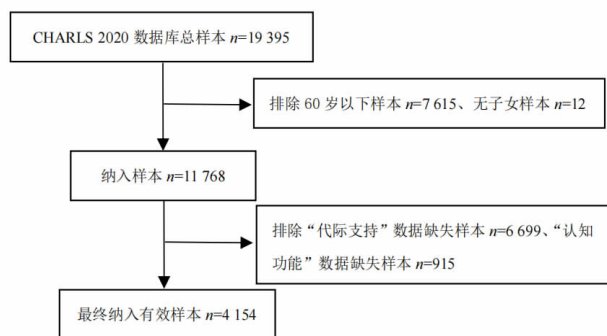 CHARLS 2020 数据库总样本 n=19 395
排除 60 岁以下样本 n=7 615、无子女样本 n=12
纳入样本 n=11 768
排除“代际支持”数据缺失样本 n=6 699、“认知
功能”数据缺失样本 n=915
最终纳入有效样本 n=4 154